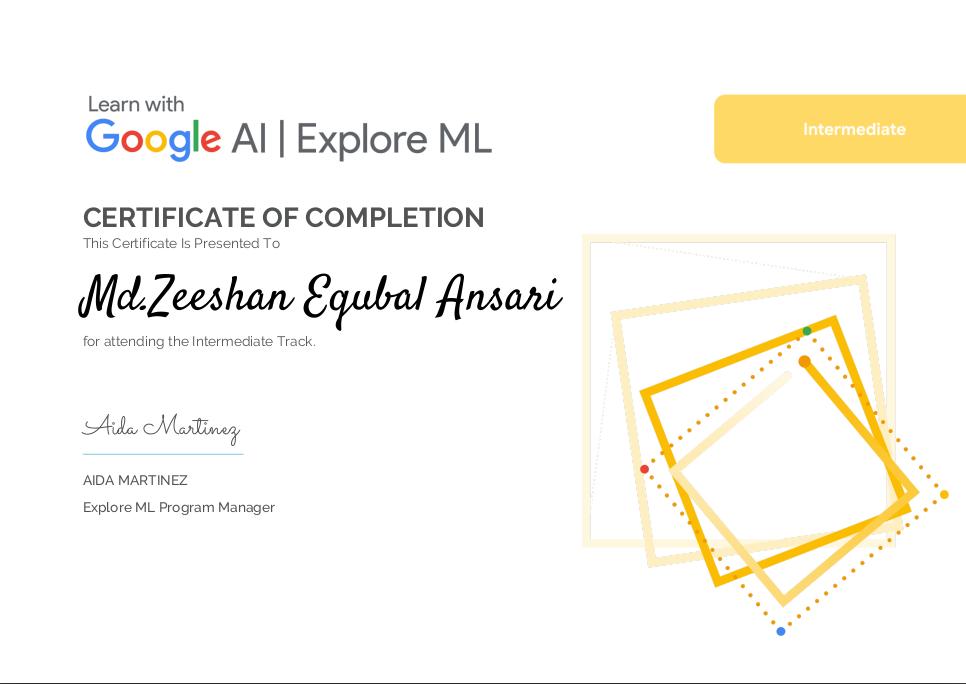 Learn with
Google AI | Explore ML
Intermediate
CERTIFICATE OF COMPLETION
This Certificate Is Presented To
Md.Zeeshan Equbal Ansari
for attending the Intermediate Track.
Aida Martinez
AIDA MARTINEZ
Explore ML Program Manager